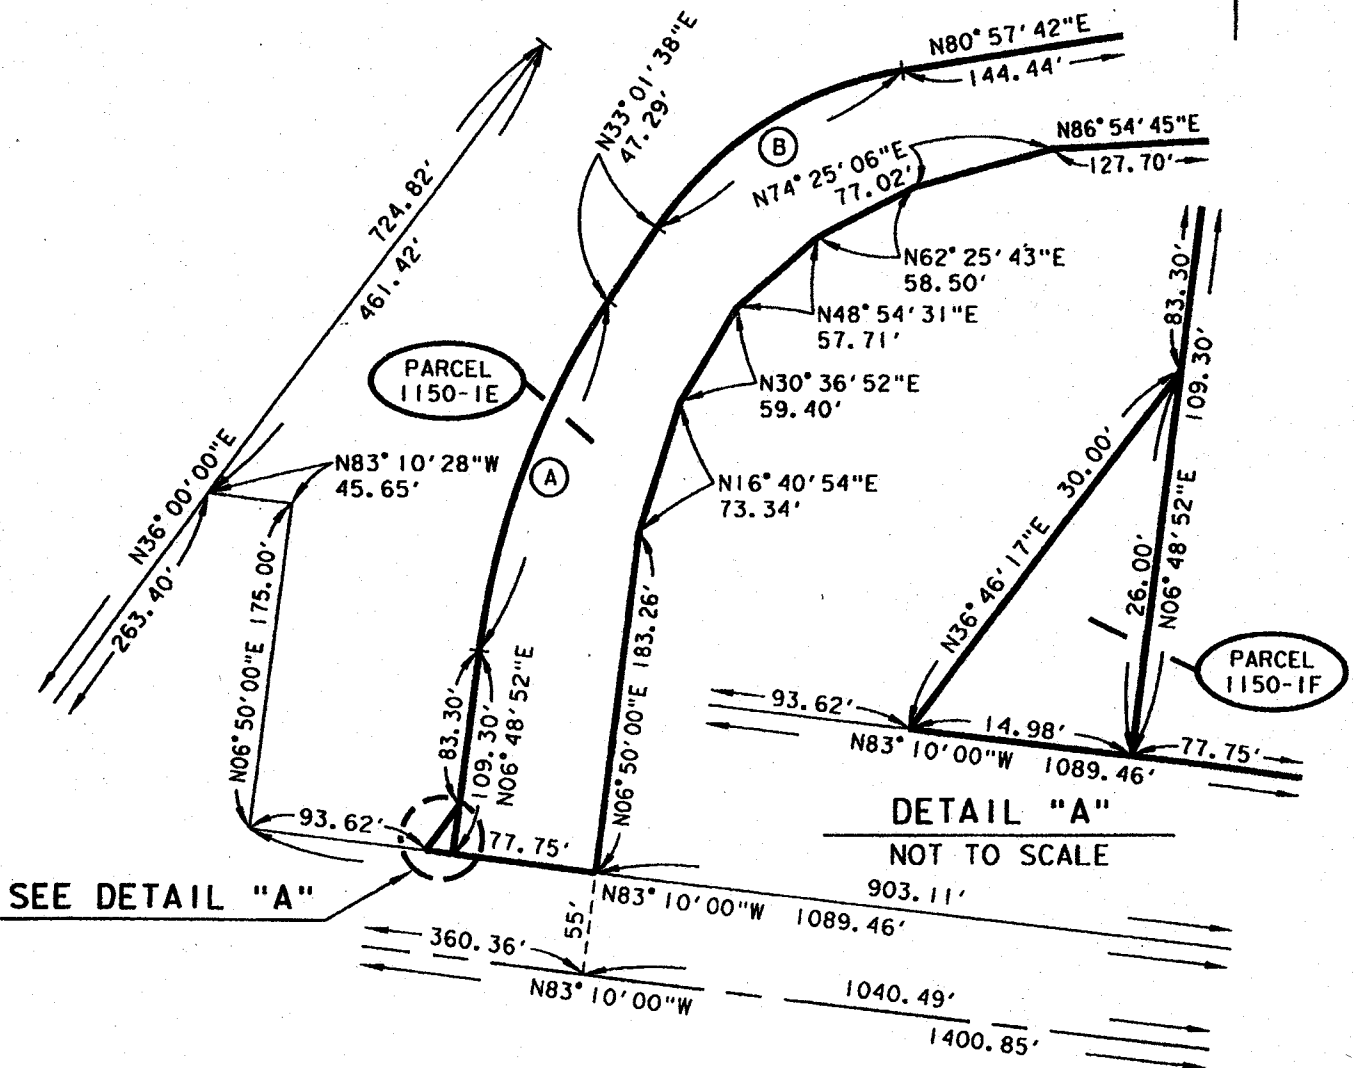 N80°57'42"E
144.44'
N33°01'38"E
47.29'
B
N86°54'45"E
127.70'
N74°25'06"E
77.02'
724.82'
461.42'
N62°25'43"E
58.50'
N48°54'31"E
57.71'
83.30'
109.30'
PARCEL
1150-1E
N30°36'52"E
59.40'
30.00'
N36°00'00"E
263.40'
N83°10'28"W
45.65'
A
N16°40'54"E
73.34'
N36°46'17"E
26.00'
N06°48'52"E
PARCEL
1150-1F
N06°50'00"E 175.00'
83.30'
109.30'
N06°48'52"E
N06°50'00"E 183.26'
93.62'
14.98'
77.75'
N83°10'00"W 1089.46'
93.62'
77.75'
DETAIL "A"
NOT TO SCALE
SEE DETAIL "A"
903.11'
N83°10'00"W 1089.46'
55'
360.36'
N83°10'00"W
1040.49'
1400.85'